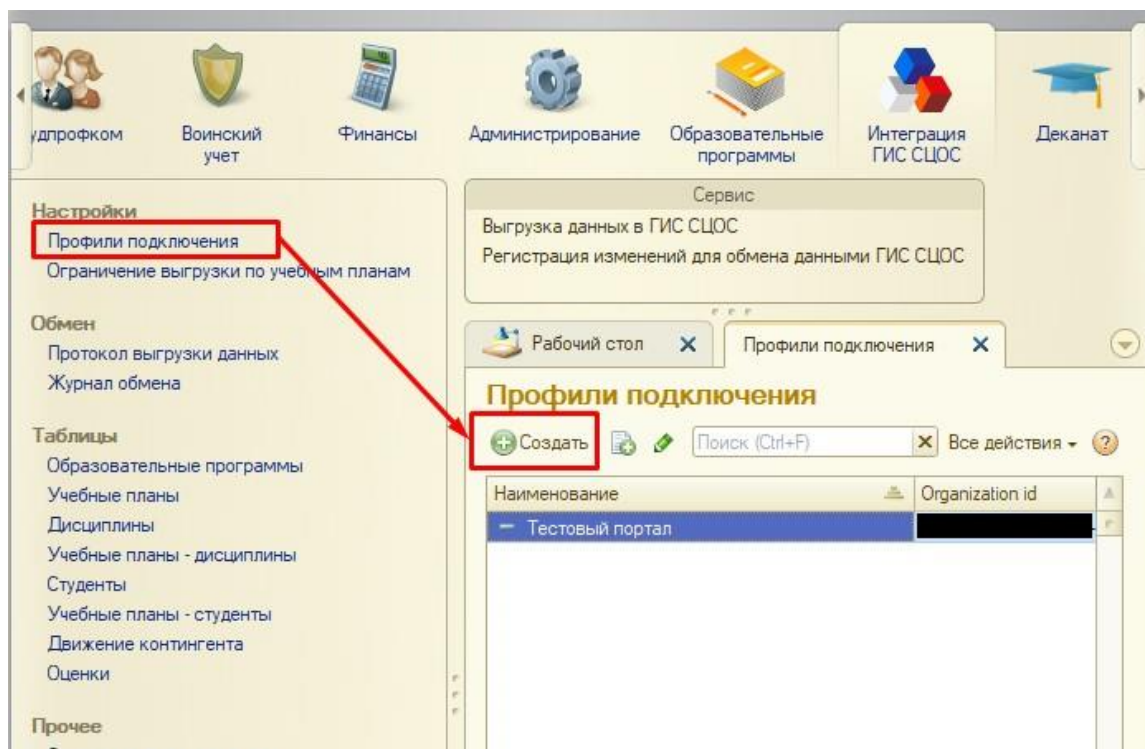 Воинский
учет
Финансы
Администрирование
Образовательные
программы
Интеграция
ГИС СЦОС
Деканат
Настройки
Профили подключения
Ограничение выгрузки по учебным планам
Обмен
Протокол выгрузки данных
Журнал обмена
Таблицы
Образовательные программы
Учебные планы
Дисциплины
Учебные планы - дисциплины
Студенты
Учебные планы - студенты
Движение контингента
Оценки
Прочее
Сервис
Выгрузка данных в ГИС СЦОС
Регистрация изменений для обмена данными ГИС СЦОС
Рабочий стол
Профили подключения
Профили подключения
Создать
Поиск (Ctrl+F)
Все действия
Наименование
Organization id
Тестовый портал